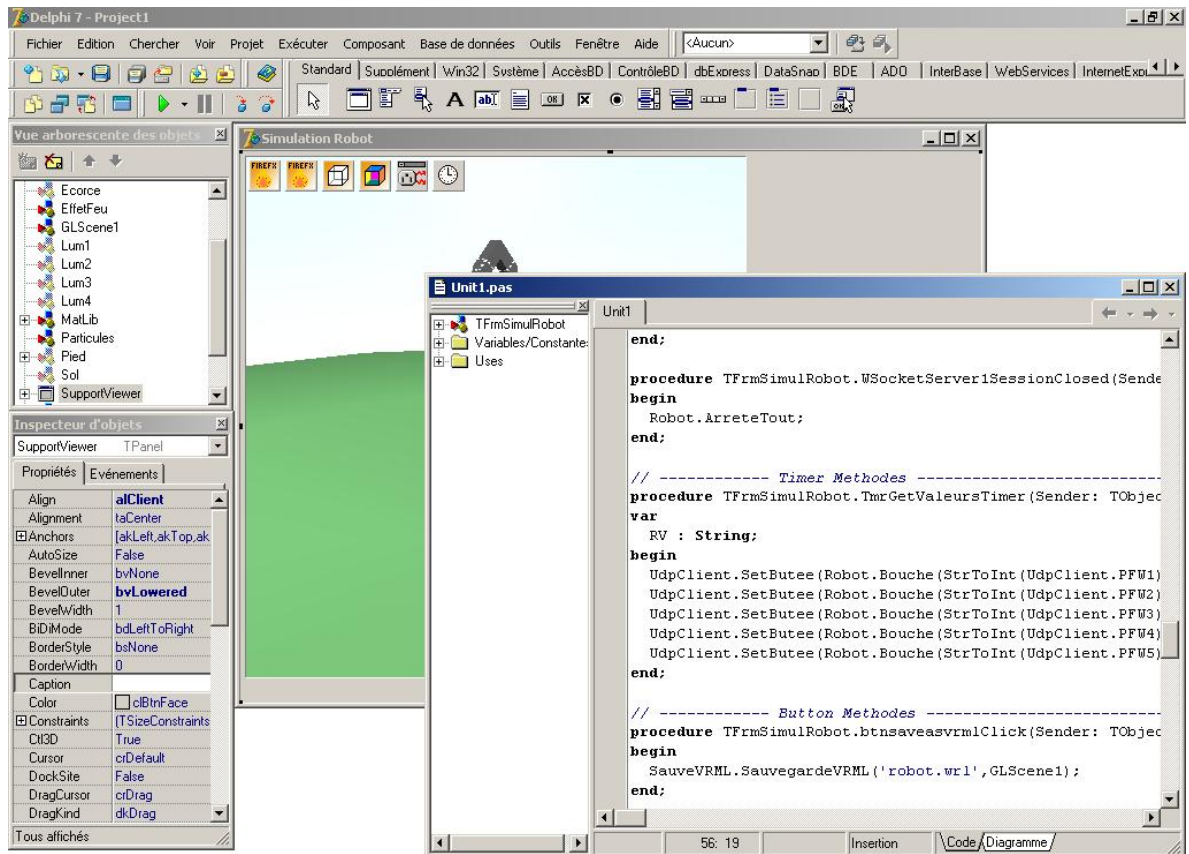 Delphi 7 - Project1
Fichier Edition Chercher Voir Projet Exécuter Composant Base de données Outils Fenêtre Aide <Aucun>
Standard Supplément Win32 Système AccèsBD ContrôleBD dbExpress DataSnap BDE ADO InterBase WebServices InternetExpl
Vue arborescente des objets
Ecorce
EffetFeu
GLScene1
Lum1
Lum2
Lum3
Lum4
MatLib
Particules
Pied
Sol
SupportViewer
Inspecteur d'objets
SupportViewer TPanel
Propriétés Evénements
Align alClient
Alignment taCenter
Anchors [akLeft,akTop,ak
AutoSize False
BevelInner bvNone
BevelOuter bvLowered
BevelWidth 1
BiDiMode bdLeftToRight
BorderStyle bsNone
BorderWidth 0
Caption
Color clBtnFace
Constraints (TSizeConstraints
Ctl3D True
Cursor crDefault
DockSite False
DragCursor crDrag
DragKind dkDrag
Tous affichés
Simulation Robot
FIREFX FIREFX
Unit1.pas
TFrmSimulRobot
Variables/Constante
Uses
Unit1
end;
procedure TFrmSimulRobot.WSocketServer1SessionClosed(Sende
begin
Robot.ArreteTout;
end;
// ------------ Timer Methodes --------------------------
procedure TFrmSimulRobot.TmrGetValeursTimer(Sender: TObjec
var
RV : String;
begin
UdpClient.SetButee(Robot.Bouche(StrToInt(UdpClient.PFW1)
UdpClient.SetButee(Robot.Bouche(StrToInt(UdpClient.PFW2)
UdpClient.SetButee(Robot.Bouche(StrToInt(UdpClient.PFW3)
UdpClient.SetButee(Robot.Bouche(StrToInt(UdpClient.PFW4)
UdpClient.SetButee(Robot.Bouche(StrToInt(UdpClient.PFW5)
end;
// ------------ Button Methodes -------------------------
procedure TFrmSimulRobot.btnsaveasvrmlClick(Sender: TObjec
begin
SauveVRML.SauvegardeVRML('robot.wrl',GLScene1);
end;
56: 19 Insertion Code Diagramme